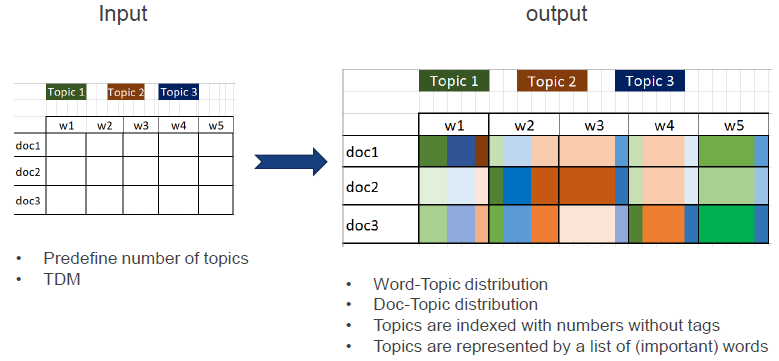 Input
output
Topic 1 Topic 2 Topic 3
w1 w2 w3 w4 w5
doc1
doc2
doc3
• Predefine number of topics
• TDM
Topic 1 Topic 2 Topic 3
w1 w2 w3 w4 w5
doc1
doc2
doc3
• Word-Topic distribution
• Doc-Topic distribution
• Topics are indexed with numbers without tags
• Topics are represented by a list of (important) words